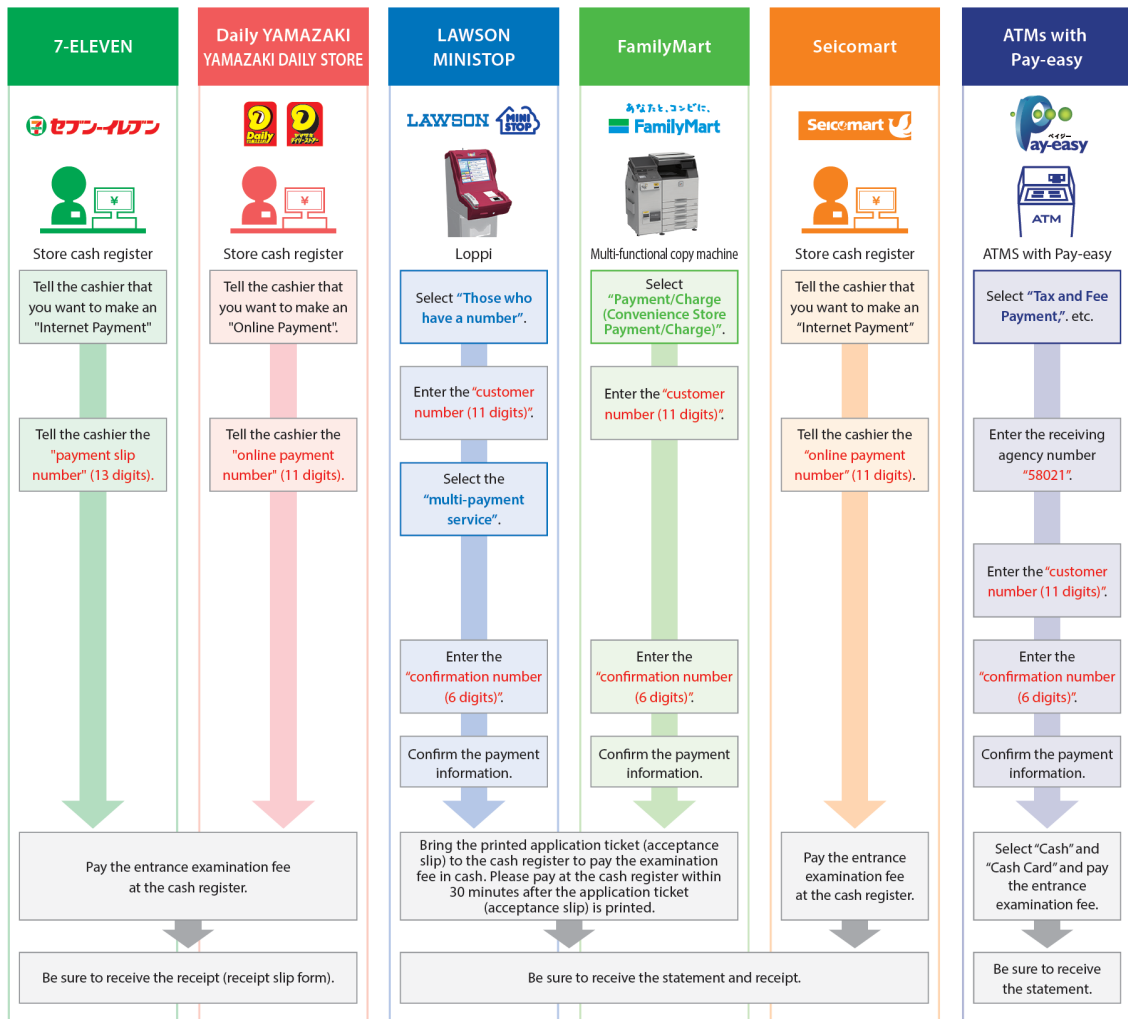 7-ELEVEN
Daily YAMAZAKI
YAMAZAKI DAILY STORE
LAWSON
MINISTOP
FamilyMart
Seicomart
ATMs with
Pay-easy
セブン-イレブン
Daily
YAMAZAKI
LAWSON
MINI
STOP
あなたと、コンビに、
FamilyMart
Seicomart
ペイジー
Pay-easy
¥
¥
¥
ATM
Store cash register
Store cash register
Loppi
Multi-functional copy machine
Store cash register
ATMS with Pay-easy
Tell the cashier that
you want to make an
"Internet Payment"
Tell the cashier that
you want to make an
"Online Payment".
Select “Those who
have a number”.
Select
“Payment/Charge
(Convenience Store
Payment/Charge)”.
Tell the cashier that
you want to make an
“Internet Payment”
Select “Tax and Fee
Payment,”. etc.
Enter the “customer
number (11 digits)”.
Enter the “customer
number (11 digits)”.
Tell the cashier the
"payment slip
number" (13 digits).
Tell the cashier the
"online payment
number" (11 digits).
Select the
“multi-payment
service”.
Tell the cashier the
“online payment
number” (11 digits).
Enter the receiving
agency number
“58021”.
Enter the “customer
number (11 digits)”.
Enter the
“confirmation number
(6 digits)”.
Enter the
“confirmation number
(6 digits)”.
Enter the
“confirmation number
(6 digits)”.
Confirm the payment
information.
Confirm the payment
information.
Confirm the payment
information.
Pay the entrance examination fee
at the cash register.
Bring the printed application ticket (acceptance
slip) to the cash register to pay the examination
fee in cash. Please pay at the cash register within
30 minutes after the application ticket
(acceptance slip) is printed.
Pay the entrance
examination fee
at the cash register.
Select “Cash” and
“Cash Card” and pay
the entrance
examination fee.
Be sure to receive the receipt (receipt slip form).
Be sure to receive the statement and receipt.
Be sure to receive
the statement.